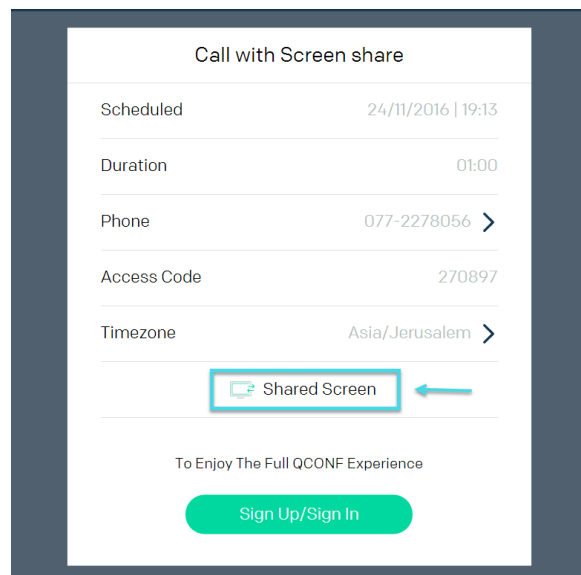 Call with Screen share
Scheduled 24/11/2016 | 19:13
Duration 01:00
Phone 077-2278056
Access Code 270897
Timezone Asia/Jerusalem
Shared Screen
To Enjoy The Full QCONF Experience
Sign Up/Sign In